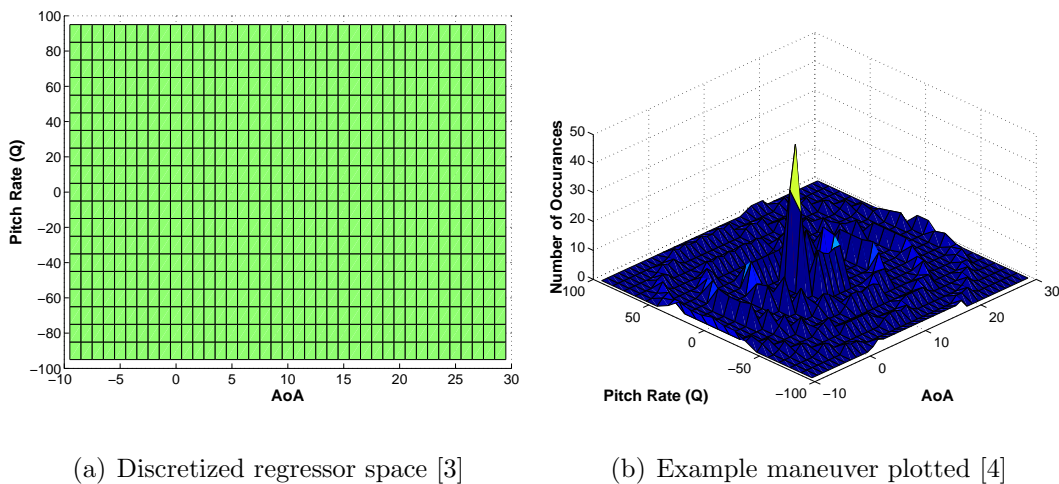 100
80
60
40
20
0
−20
−40
−60
−80
−100
−10 −5 0 5 10 15 20 25 30
Pitch Rate (Q)
AoA
50
40
30
20
10
0
Number of Occurances
100 50 0 −50 −100
−10 0 10 20 30
Pitch Rate (Q)
AoA
(a) Discretized regressor space [3]
(b) Example maneuver plotted [4]